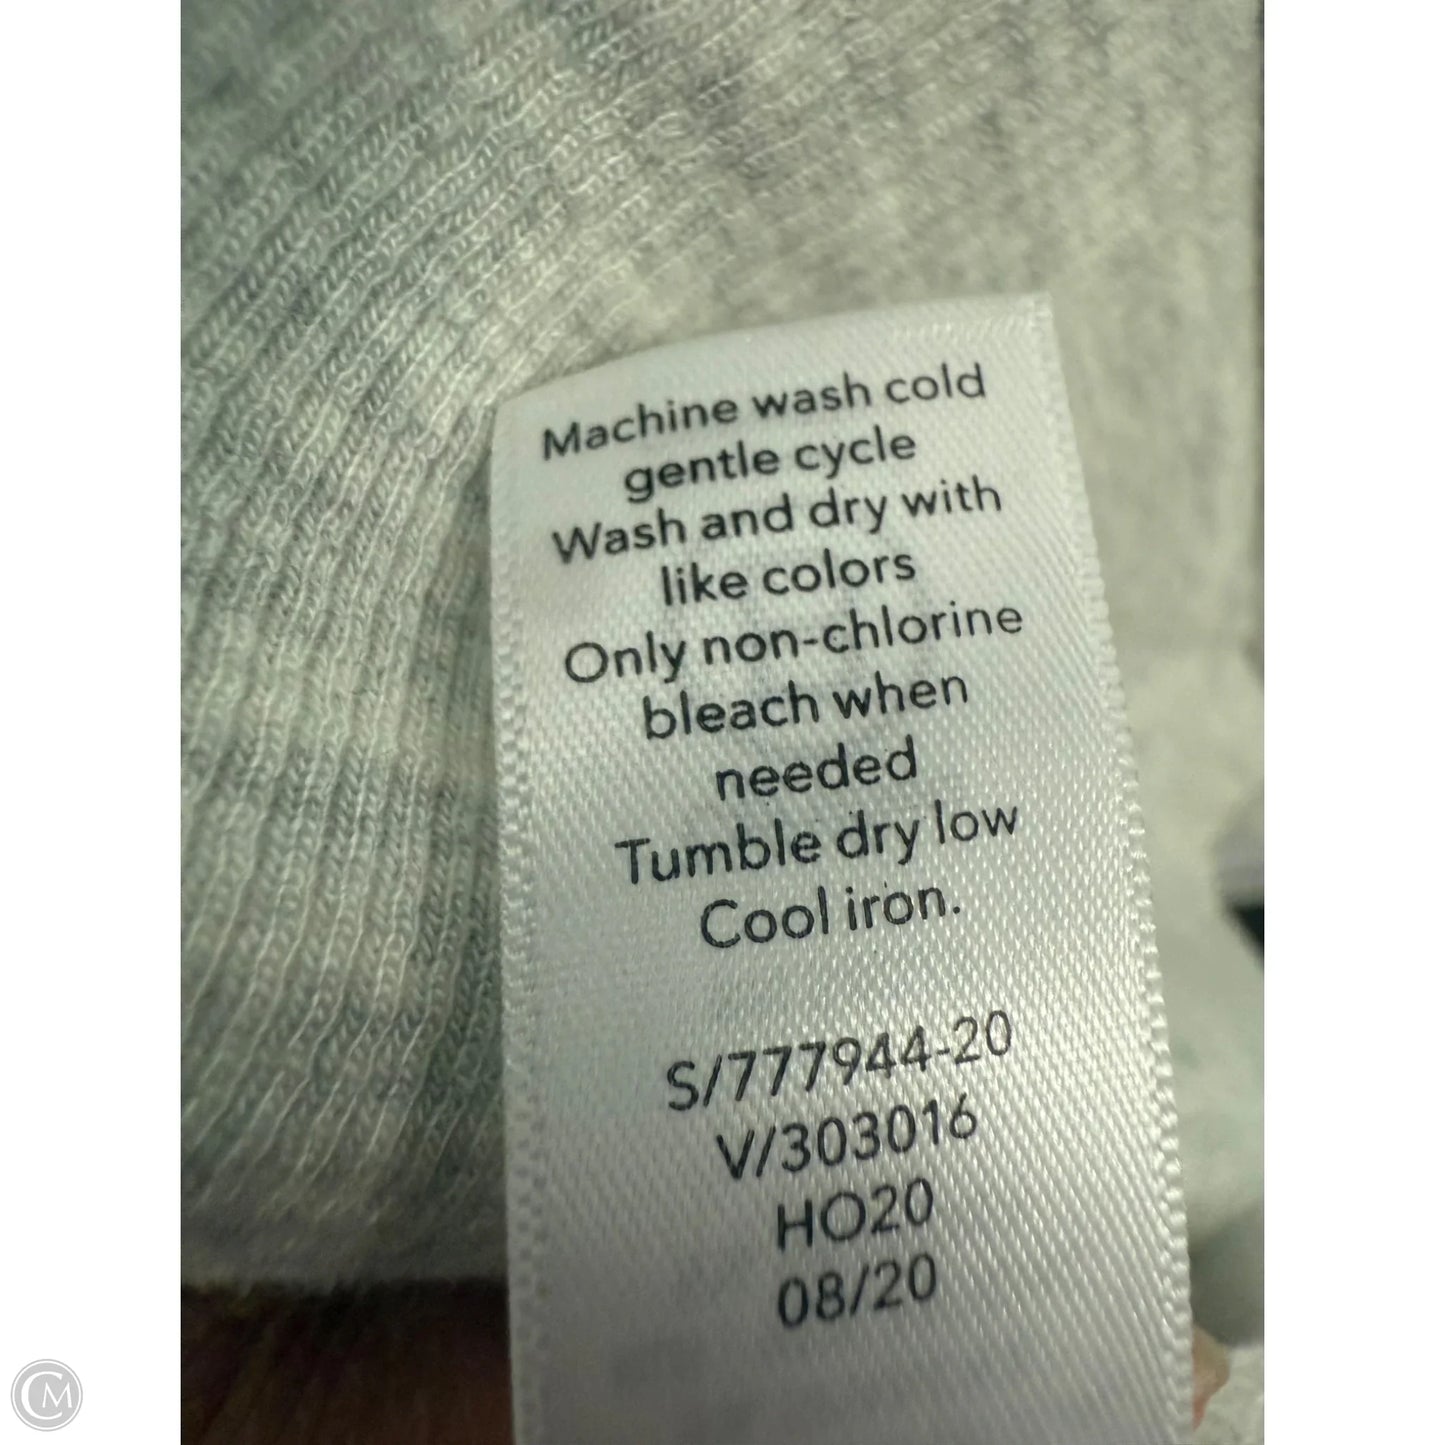 Machine wash cold
gentle cycle
Wash and dry with
like colors
Only non-chlorine
bleach when
needed
Tumble dry low
Cool iron.
S/777944-20
V/303016
HO20
08/20
CM